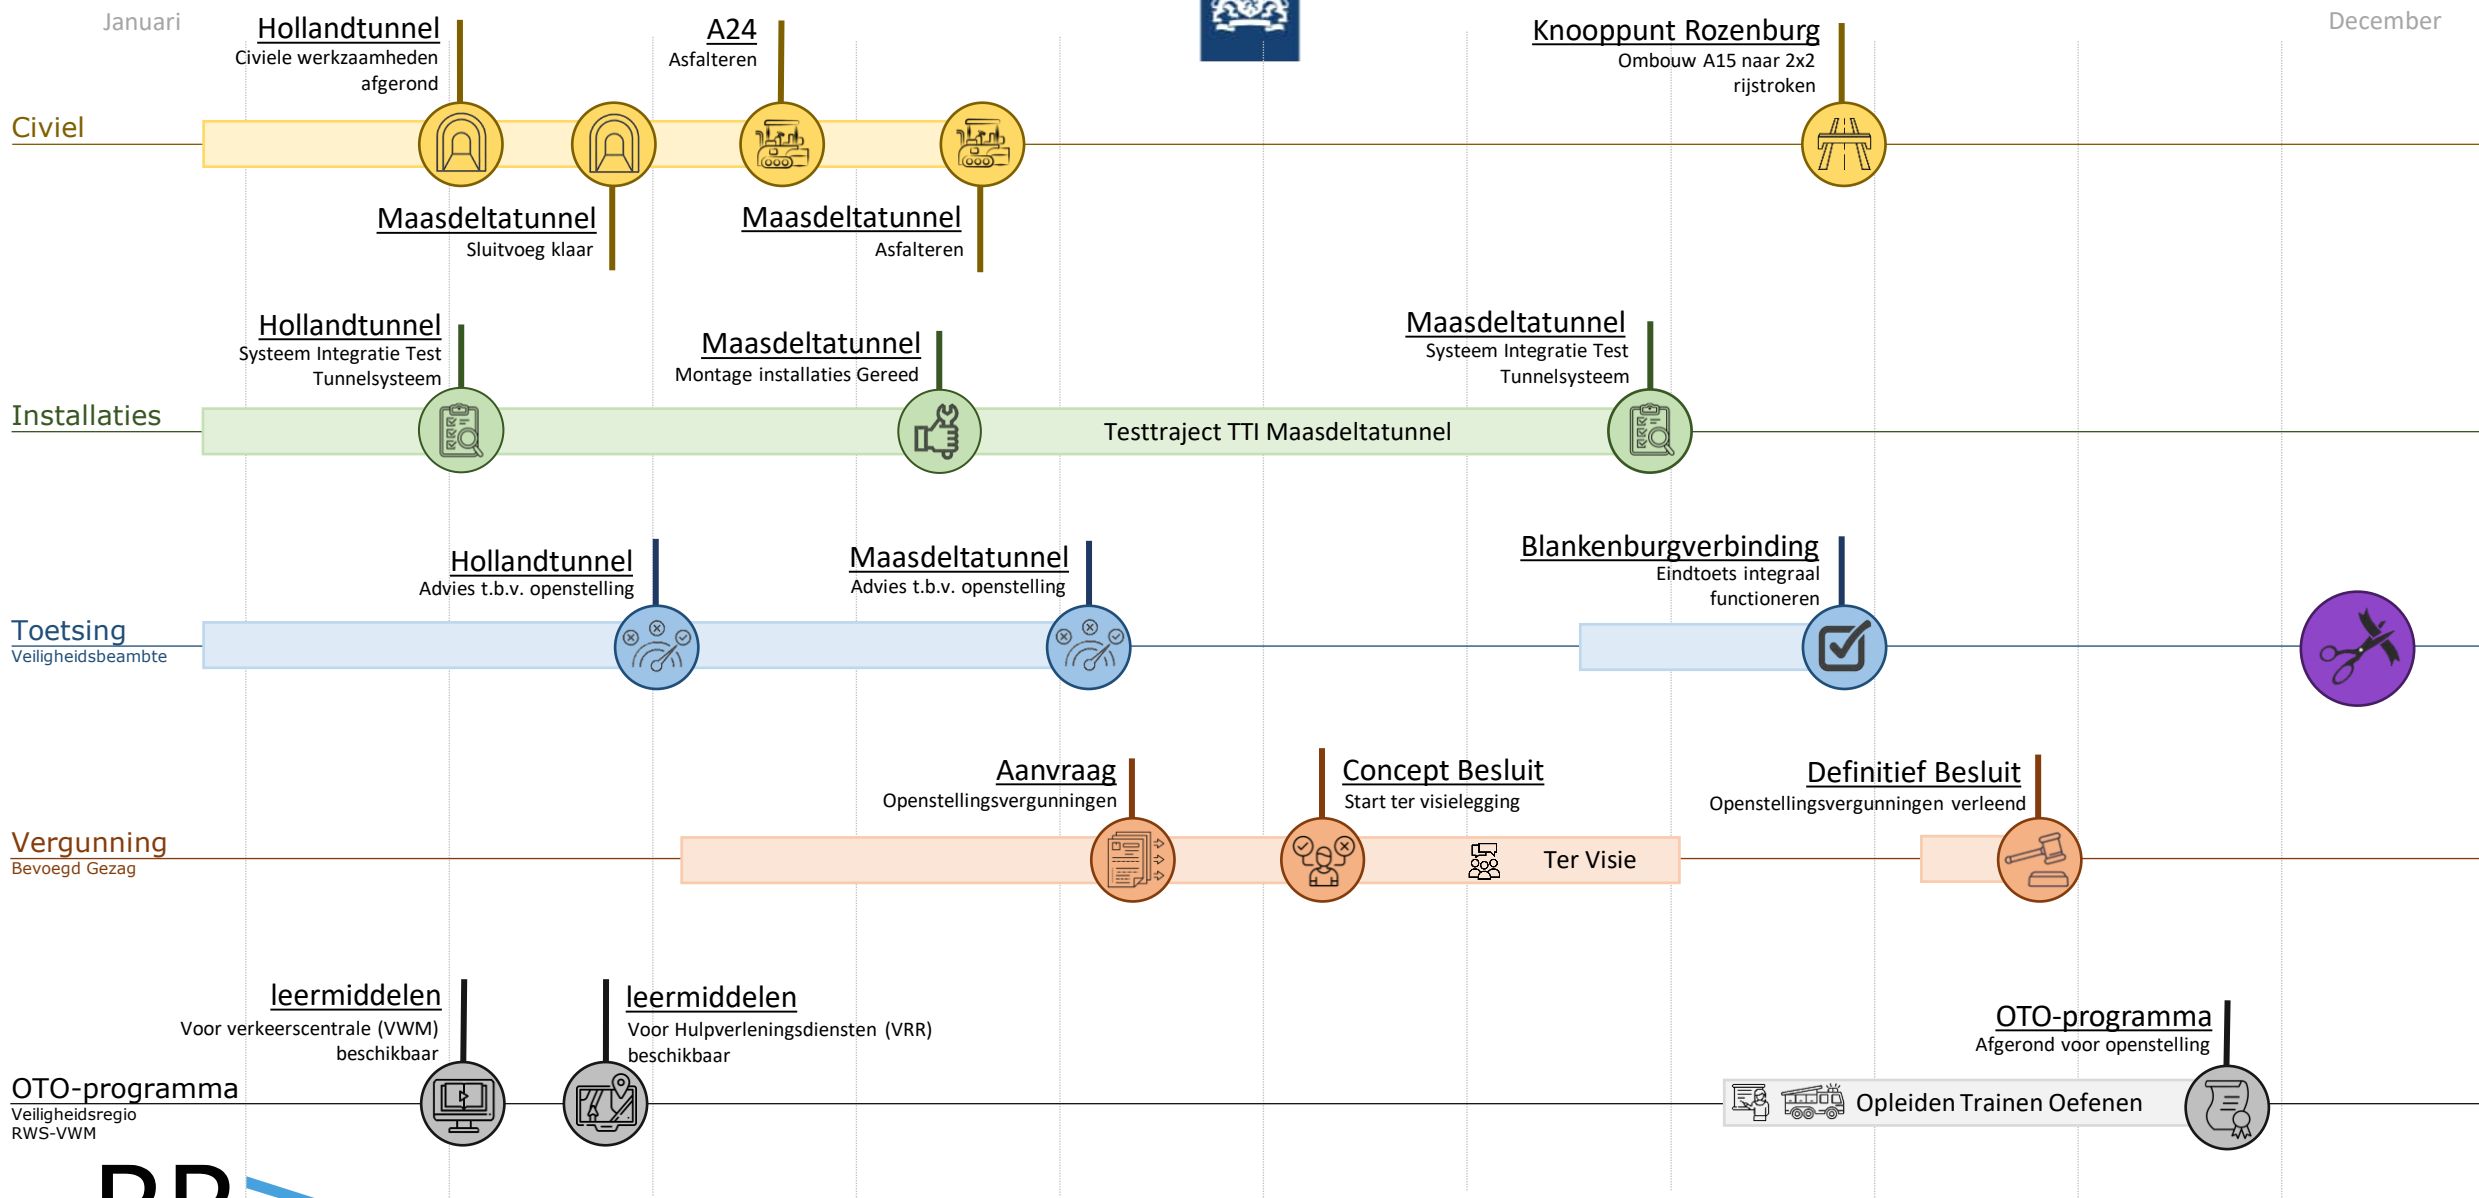 Januari
December
Hollandtunnel
Civiele werkzaamheden
afgerond
A24
Asfalteren
Knooppunt Rozenburg
Ombouw A15 naar 2x2
rijstroken
Civiel
Maasdeltatunnel
Sluitvoeg klaar
Maasdeltatunnel
Asfalteren
Hollandtunnel
Systeem Integratie Test
Tunnelsysteem
Maasdeltatunnel
Montage installaties Gereed
Maasdeltatunnel
Systeem Integratie Test
Tunnelsysteem
Installaties
Testtraject TTI Maasdeltatunnel
Hollandtunnel
Advies t.b.v. openstelling
Maasdeltatunnel
Advies t.b.v. openstelling
Blankenburgverbinding
Eindtoets integraal
functioneren
Toetsing
Veiligheidsbeambte
Aanvraag
Openstellingsvergunningen
Concept Besluit
Start ter visielegging
Definitief Besluit
Openstellingsvergunningen verleend
Vergunning
Bevoegd Gezag
Ter Visie
leermiddelen
Voor verkeerscentrale (VWM)
beschikbaar
leermiddelen
Voor Hulpverleningsdiensten (VRR)
beschikbaar
OTO-programma
Afgerond voor openstelling
OTO-programma
Veiligheidsregio
RWS-VWM
Opleiden Trainen Oefenen